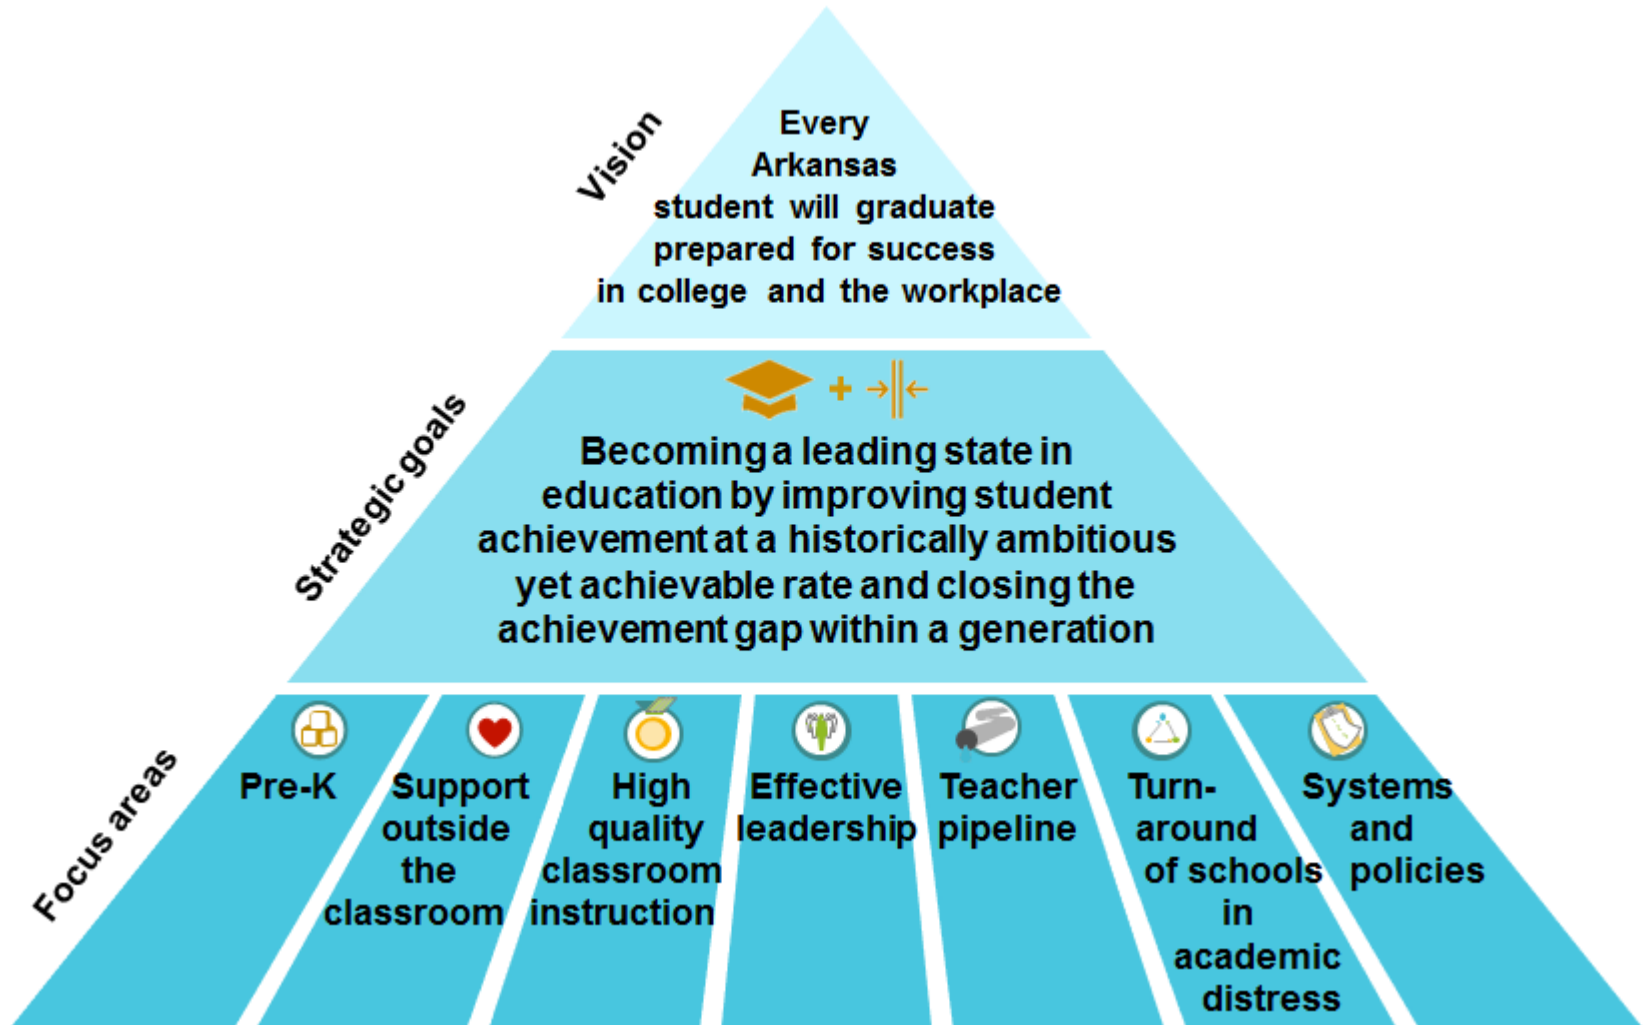 Vision
Every
Arkansas
student will graduate
prepared for success
in college and the workplace
Strategic goals
Becoming a leading state in
education by improving student
achievement at a historically ambitious
yet achievable rate and closing the
achievement gap within a generation
Focus areas
Pre-K
Support
outside
the
classroom
High
quality
classroom
instruction
Effective
leadership
Teacher
pipeline
Turn-
around
of schools
in
academic
distress
Systems
and
policies